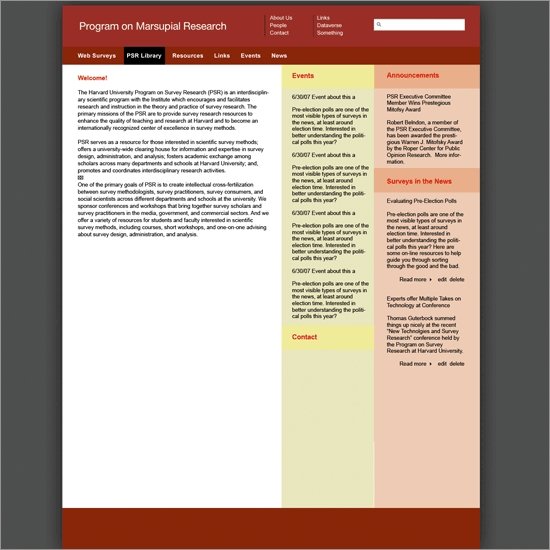 Program on Marsupial Research
About Us
People
Contact
Links
Dataverse
Something
Web Surveys PSR Library Resources Links Events News
Welcome!
The Harvard University Program on Survey Research (PSR) is an interdisciplin-
ary scientific program with the Institute which encourages and facilitates
research and instruction in the theory and practice of survey research. The
primary missions of the PSR are to provide survey research resources to
enhance the quality of teaching and research at Harvard and to become an
internationally recognized center of excellence in survey methods.
PSR serves as a resource for those interested in scientific survey methods;
offers a university-wide clearing house for information and expertise in survey
design, administration, and analysis; fosters academic exchange among
scholars across many departments and schools at Harvard University; and,
promotes and coordinates interdisciplinary research activities.
One of the primary goals of PSR is to create intellectual cross-fertilization
between survey methodologists, survey practitioners, survey consumers, and
social scientists across different departments and schools at the university. We
sponsor conferences and workshops that bring together survey scholars and
survey practitioners in the media, government, and commercial sectors. And we
offer a variety of resources for students and faculty interested in scientific
survey methods, including courses, short workshops, and one-on-one advising
about survey design, administration, and analysis.
Events
6/30/07 Event about this a
Pre-election polls are one of the
most visible types of surveys in
the news, at least around
election time. Interested in
better understanding the politi-
cal polls this year?
6/30/07 Event about this a
Pre-election polls are one of the
most visible types of surveys in
the news, at least around
election time. Interested in
better understanding the politi-
cal polls this year?
6/30/07 Event about this a
Pre-election polls are one of the
most visible types of surveys in
the news, at least around
election time. Interested in
better understanding the politi-
cal polls this year?
6/30/07 Event about this a
Pre-election polls are one of the
most visible types of surveys in
the news, at least around
election time. Interested in
better understanding the politi-
cal polls this year?
Contact
Announcements
PSR Executive Committee
Member Wins Prestegious
Mitofsy Award
Robert Belndon, a member of
the PSR Executive Committee,
has been awarded the presti-
gious Warren J. Mitofsky Award
by the Roper Center for Public
Opinion Research. More infor-
mation.
Surveys in the News
Evaluating Pre-Election Polls
Pre-election polls are one of the
most visible types of surveys in
the news, at least around
election time. Interested in
better understanding the politi-
cal polls this year? Here are
some on-line resources to help
guide you through sorting
through the good and the bad.
Read more edit delete
Experts offer Multiple Takes on
Technology at Conference
Thomas Guterbock summed
things up nicely at the recent
"New Technolgies and Survey
Research" conference held by
the Program on Survey
Research at Harvard University.
Read more edit delete